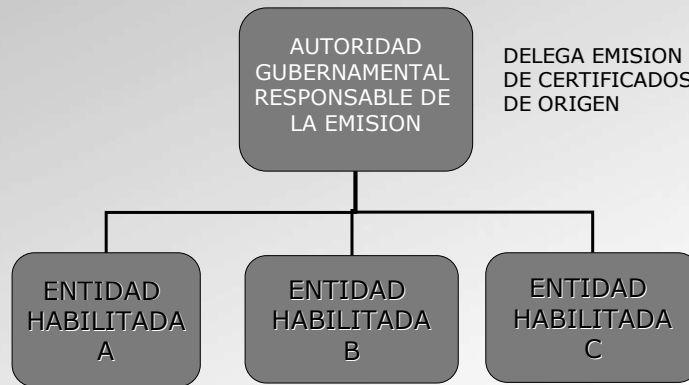 AUTORIDAD
GUBERNAMENTAL
RESPONSABLE DE
LA EMISION
DELEGA EMISION
DE CERTIFICADOS
DE ORIGEN
ENTIDAD
HABILITADA
A
ENTIDAD
HABILITADA
B
ENTIDAD
HABILITADA
C